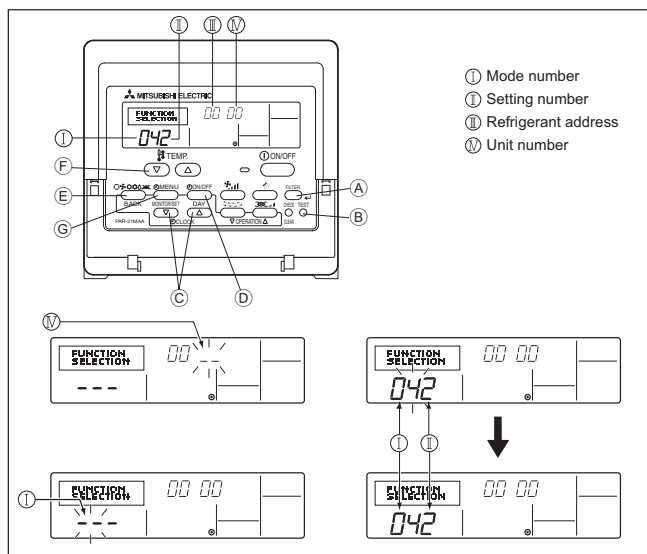 Ⅱ Ⅲ Ⅳ
MITSUBISHI ELECTRIC
FUNCTION
SELECTION
00 00
Ⅰ
042
TEMP.
ON/OFF
Ⓕ
Ⓔ
MENU
ON/OFF
FILTER
Ⓐ
BACK
MONITOR/SET
DAY
CHECK TEST
Ⓖ
PAR-21MAA
CLOCK
OPERATION
CLEAR
Ⓑ
Ⓒ
Ⓓ
Ⅰ Mode number
Ⅱ Setting number
Ⅲ Refrigerant address
Ⅳ Unit number
Ⅳ
FUNCTION
SELECTION
00 --
---
FUNCTION
SELECTION
00 00
042
Ⅰ Ⅱ
Ⅰ
FUNCTION
SELECTION
00 00
---
FUNCTION
SELECTION
00 00
042